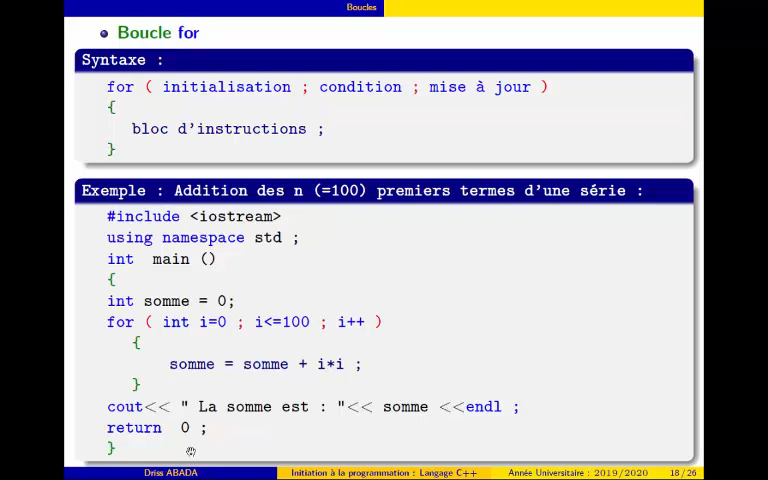 Boucles
Boucle for
Syntaxe :
for ( initialisation ; condition ; mise à jour )
{
bloc d'instructions ;
}
Exemple : Addition des n (=100) premiers termes d'une série :
#include <iostream>
using namespace std ;
int main ()
{
int somme = 0;
for ( int i=0 ; i<=100 ; i++ )
{
somme = somme + i*i ;
}
cout<< " La somme est : "<< somme <<endl ;
return 0 ;
}
Driss ABADA Initiation à la programmation : Langage C++ Année Universitaire : 2019/2020 18 / 26